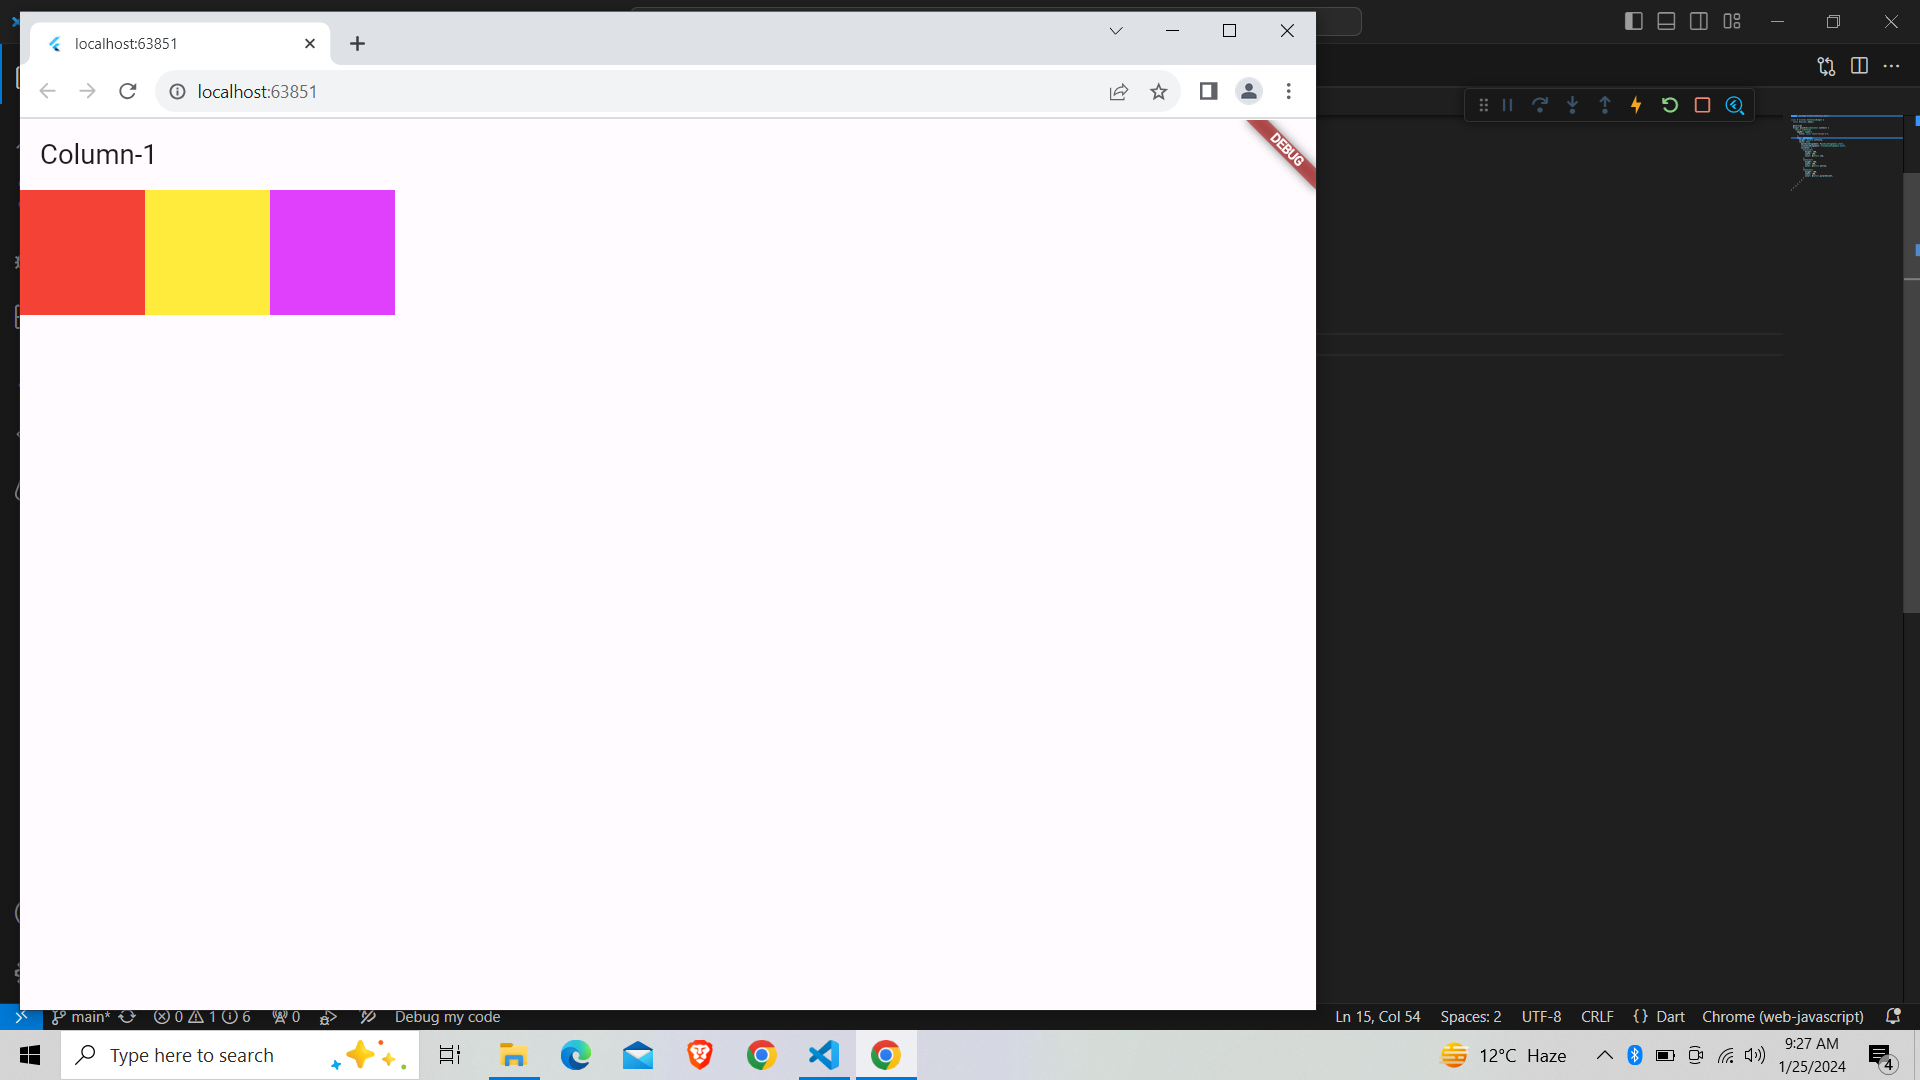 localhost:63851
localhost:63851
Column-1
DEBUG
main* 0 1 6 0 Debug my code
Ln 15, Col 54 Spaces: 2 UTF-8 CRLF {} Dart Chrome (web-javascript)
Type here to search
12°C Haze
9:27 AM
1/25/2024
4